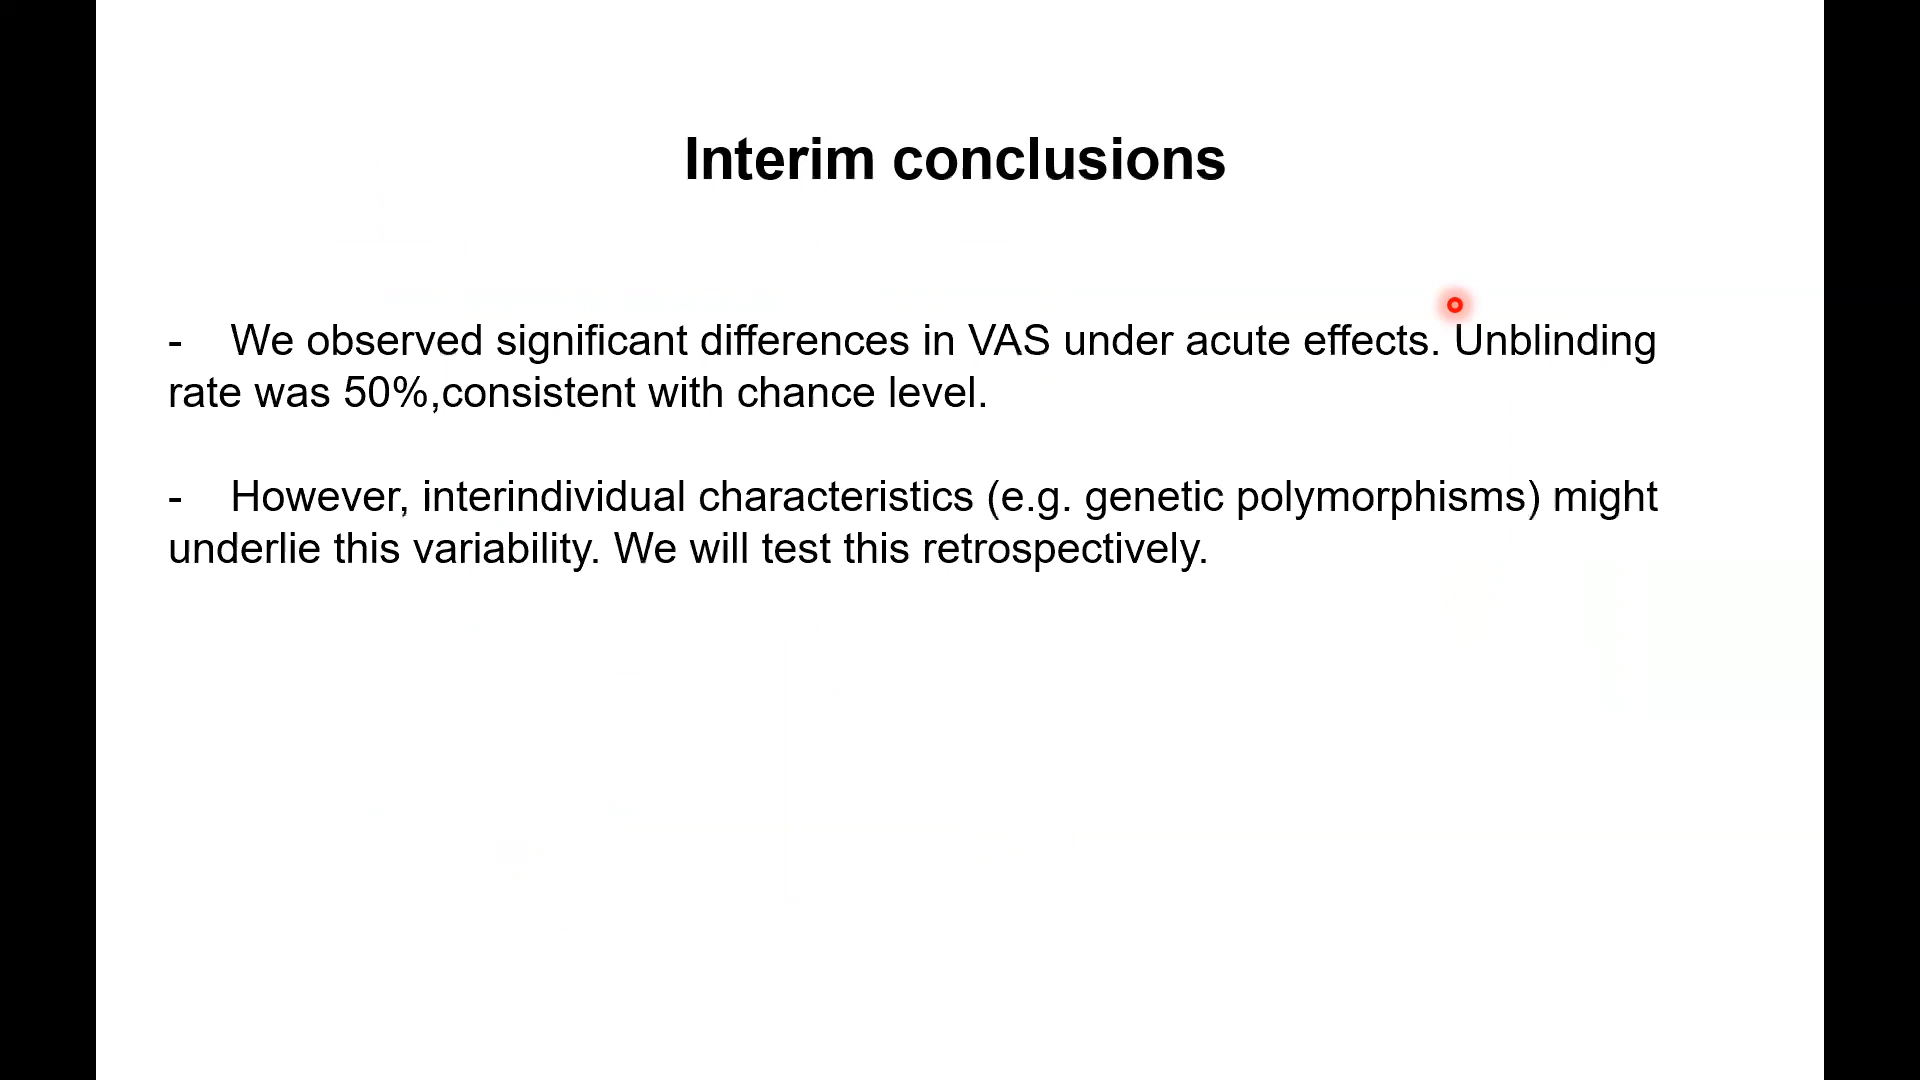 Interim conclusions
- We observed significant differences in VAS under acute effects. Unblinding
rate was 50%,consistent with chance level.
- However, interindividual characteristics (e.g. genetic polymorphisms) might
underlie this variability. We will test this retrospectively.